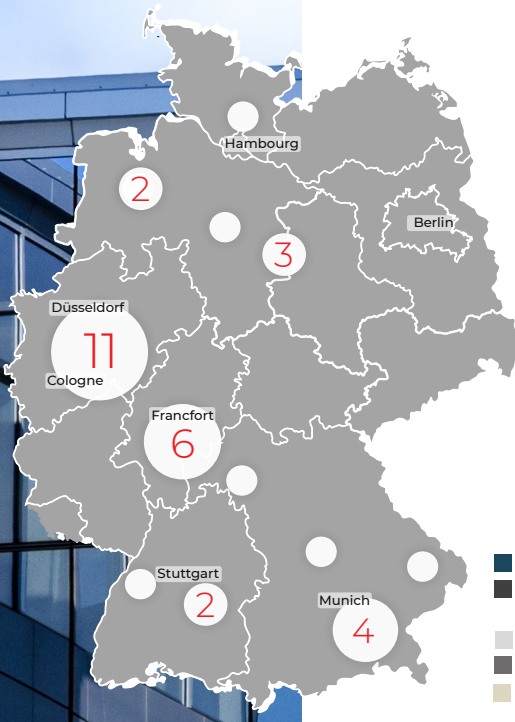 Hambourg
2
Berlin
3
Düsseldorf
11
Cologne
Francfort
6
Stuttgart
2
Munich
4